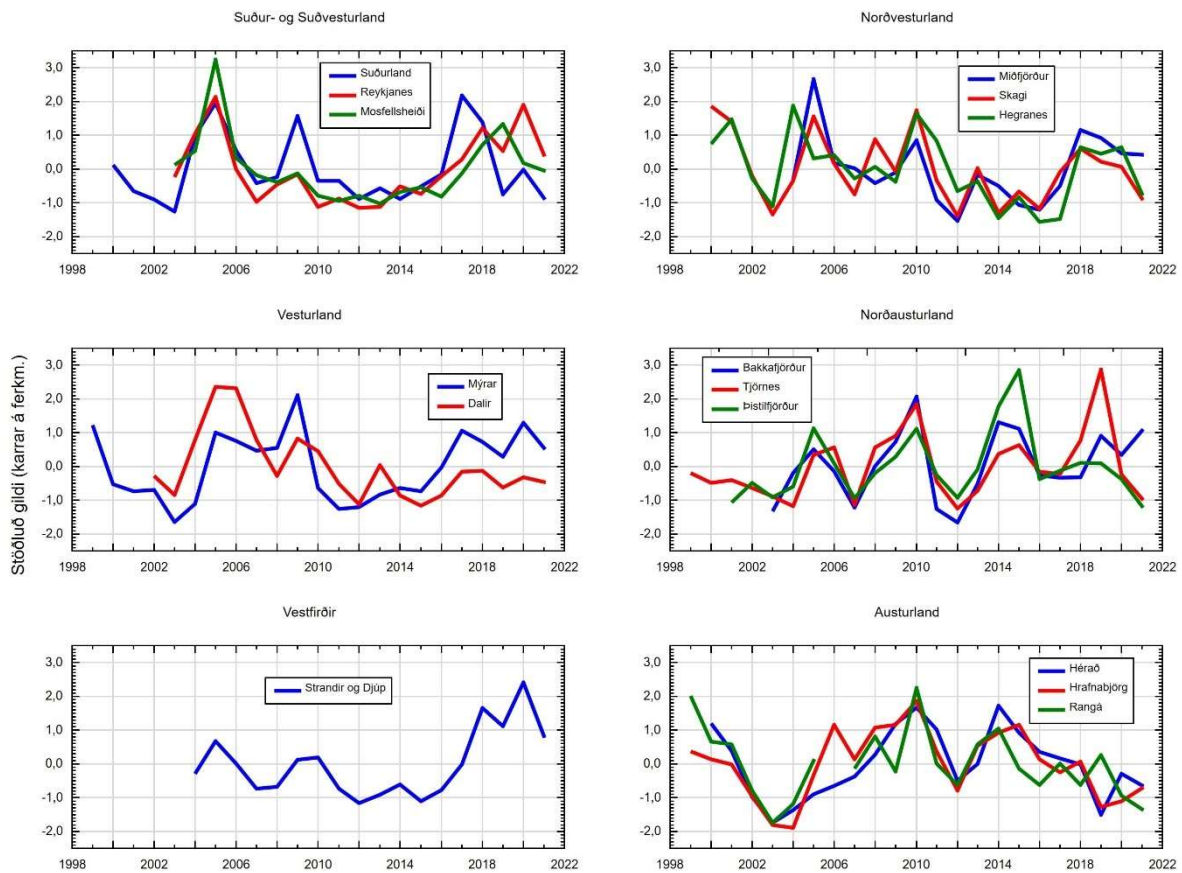 Stöðluð gildi (karrar á ferkm.)
Suður- og Suðvesturland
3,0
2,0
1,0
0,0
-1,0
-2,0
Suðurland
Reykjanes
Mosfellsheiði
1998 2002 2006 2010 2014 2018 2022
Norðvesturland
3,0
2,0
1,0
0,0
-1,0
-2,0
Miðfjörður
Skagi
Hegranes
1998 2002 2006 2010 2014 2018 2022
Vesturland
3,0
2,0
1,0
0,0
-1,0
-2,0
Mýrar
Dalir
1998 2002 2006 2010 2014 2018 2022
Norðausturland
3,0
2,0
1,0
0,0
-1,0
-2,0
Bakkafjörður
Tjörnes
Þistilfjörður
1998 2002 2006 2010 2014 2018 2022
Vestfirðir
3,0
2,0
1,0
0,0
-1,0
-2,0
Strandir og Djúp
1998 2002 2006 2010 2014 2018 2022
Austurland
3,0
2,0
1,0
0,0
-1,0
-2,0
Hérað
Hrafnabjörg
Rangá
1998 2002 2006 2010 2014 2018 2022